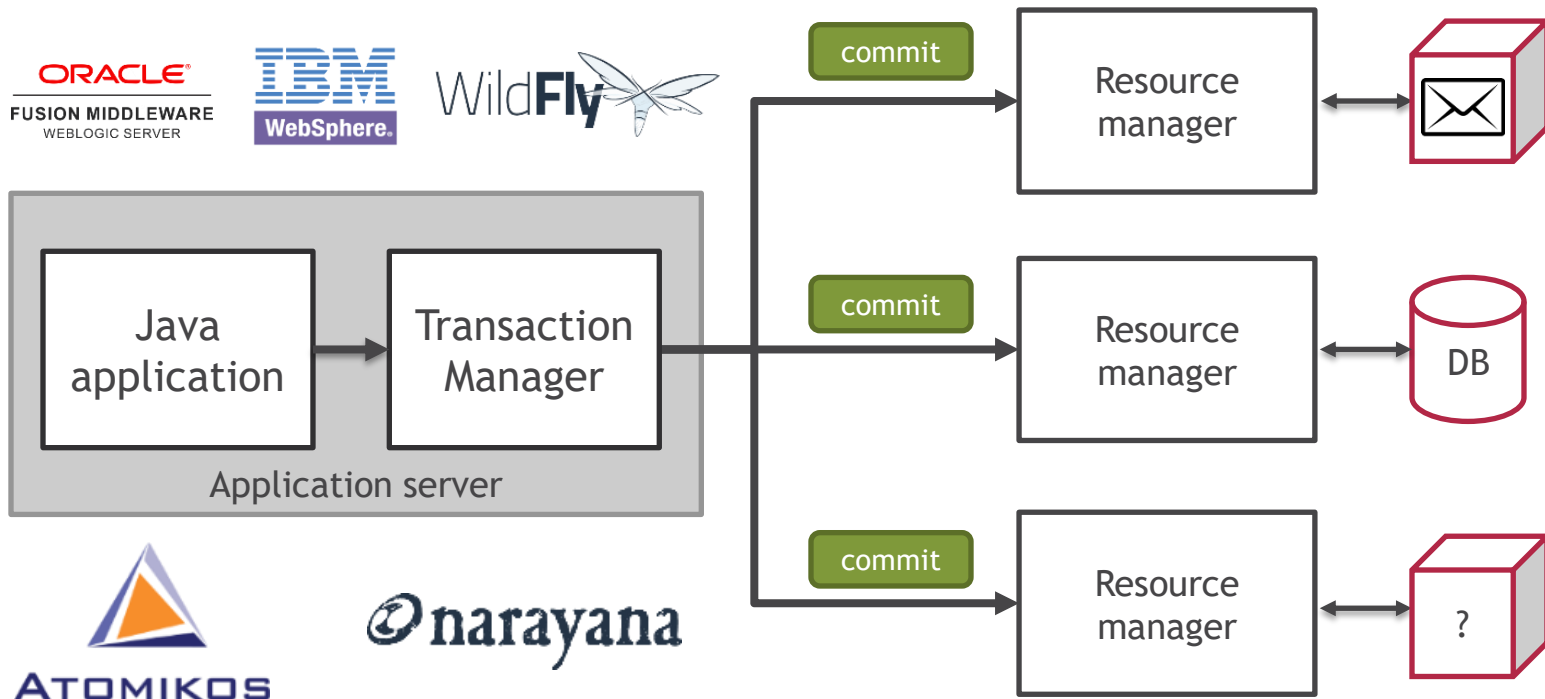 ORACLE®
FUSION MIDDLEWARE
WEBLOGIC SERVER
IBM
WebSphere.
WildFly
commit
Resource
manager
Java
application
Transaction
Manager
Application server
commit
Resource
manager
DB
commit
Resource
manager
?
ATOMIKOS
narayana